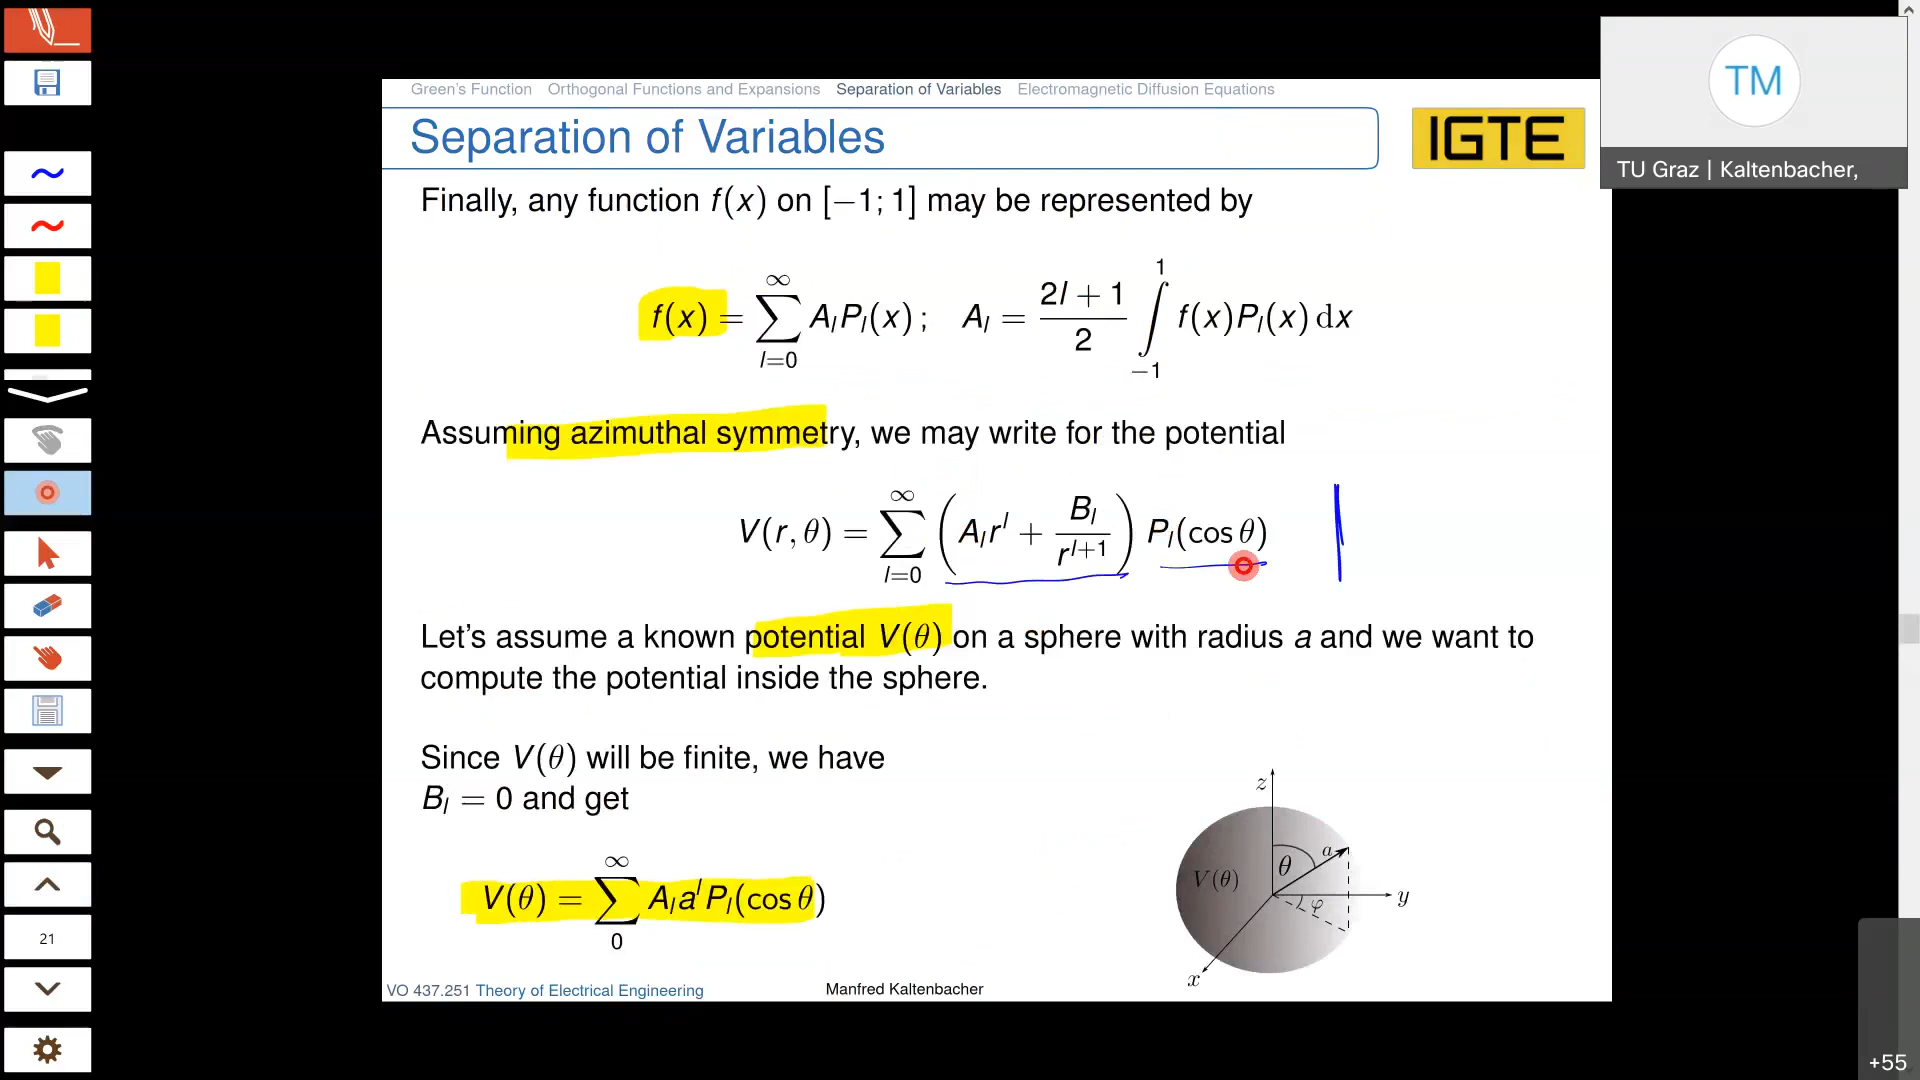 Green's Function Orthogonal Functions and Expansions Separation of Variables Electromagnetic Diffusion Equations
Separation of Variables
IGTE
TM
TU Graz | Kaltenbacher,
Finally, any function f(x) on [−1; 1] may be represented by
f(x) = ∑_{l=0}^{∞} A_l P_l(x) ; A_l = \frac{2l + 1}{2} ∫_{−1}^{1} f(x)P_l(x) dx
Assuming azimuthal symmetry, we may write for the potential
V(r, θ) = ∑_{l=0}^{∞} (A_l r^l + \frac{B_l}{r^{l+1}}) P_l(cos θ)
Let's assume a known potential V(θ) on a sphere with radius a and we want to
compute the potential inside the sphere.
Since V(θ) will be finite, we have
B_l = 0 and get
V(θ) = ∑_{0}^{∞} A_l a^l P_l(cos θ)
z
θ
a
V(θ)
y
φ
x
VO 437.251 Theory of Electrical Engineering
Manfred Kaltenbacher
21
+55